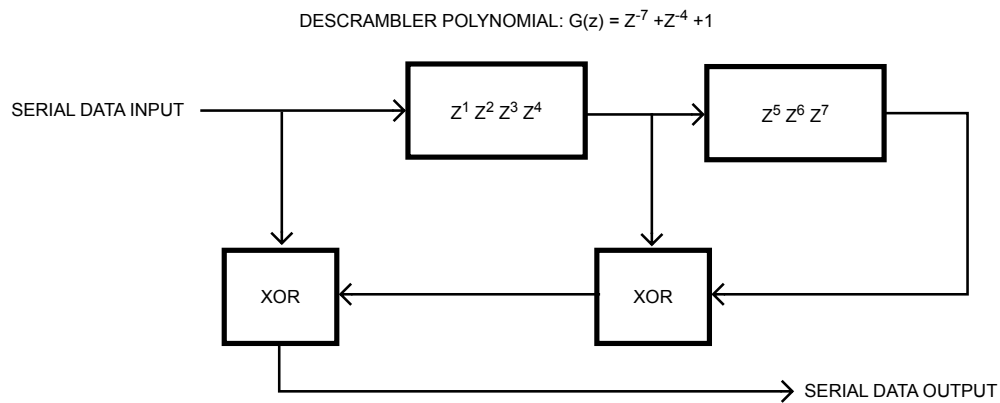 DESCRAMBLER POLYNOMIAL: G(z) = Z⁻⁷ +Z⁻⁴ +1
SERIAL DATA INPUT
Z¹ Z² Z³ Z⁴
Z⁵ Z⁶ Z⁷
XOR
XOR
SERIAL DATA OUTPUT